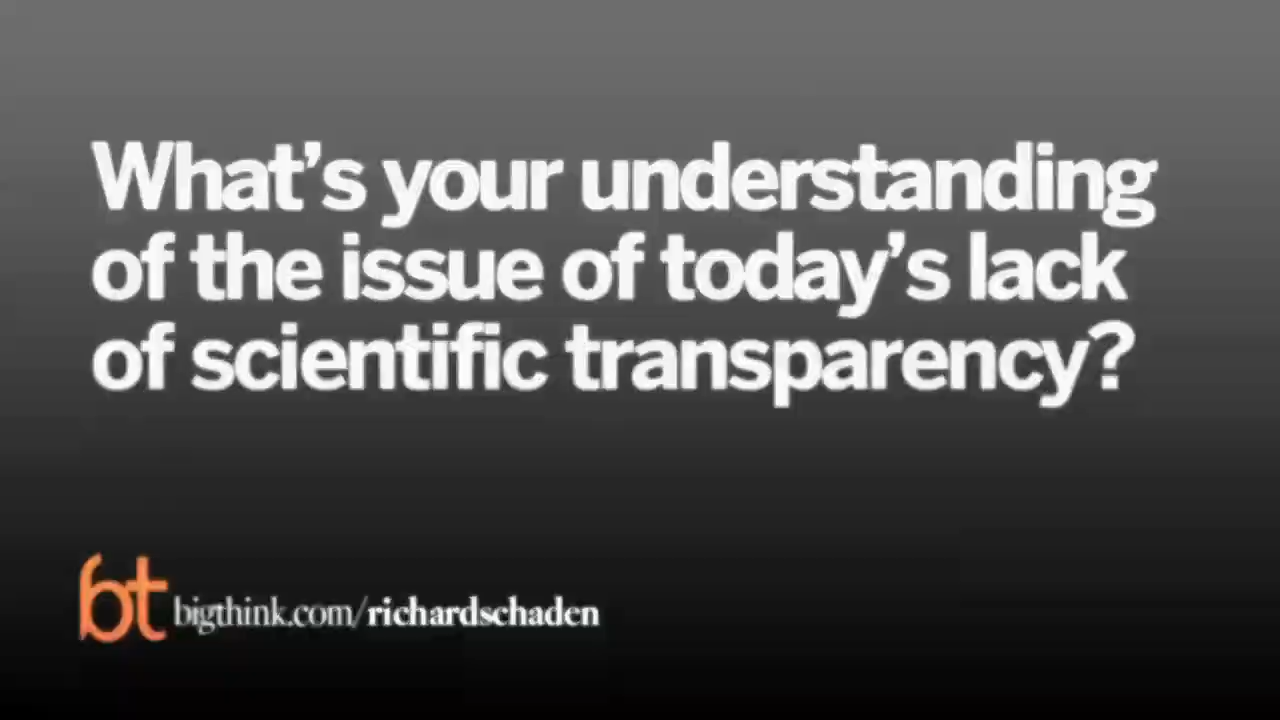 What’s your understanding
of the issue of today’s lack
of scientific transparency?
bt bigthink.com/richardschaden